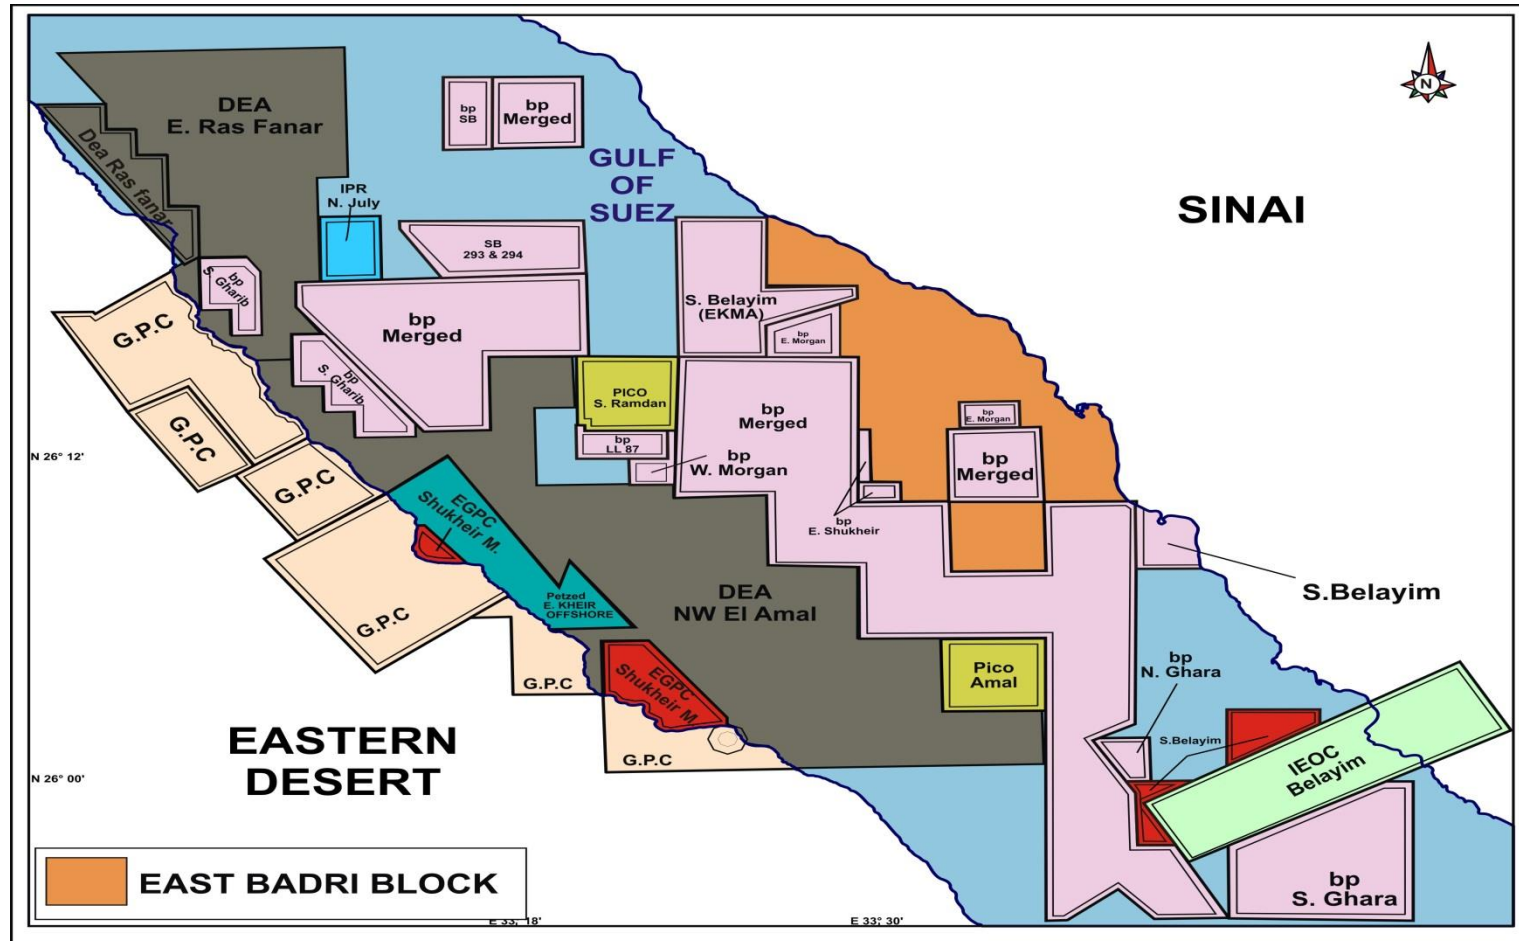 N
DEA
E. Ras Fanar
Dea Ras fanar
bp
SB
bp
Merged
GULF
OF
SUEZ
SINAI
IPR
N. July
SB
293 & 294
bp
S. Gharib
S. Belayim
(EKMA)
bp
E. Morgan
G.P.C
bp
Merged
bp
S. Gharib
PICO
S. Ramdan
bp
Merged
bp
E. Morgan
G.P.C
bp
LL 87
bp
W. Morgan
bp
Merged
N 26° 12'
G.P.C
EGPC
Shukheir M.
bp
E. Shukheir
G.P.C
Petzed
E. KHEIR
OFFSHORE
DEA
NW El Amal
S.Belayim
G.P.C
EGPC
Shukheir M.
Pico
Amal
bp
N. Ghara
EASTERN
DESERT
G.P.C
S.Belayim
IEOC
Belayim
N 26° 00'
bp
S. Ghara
EAST BADRI BLOCK
E 33° 18'
E 33° 30'